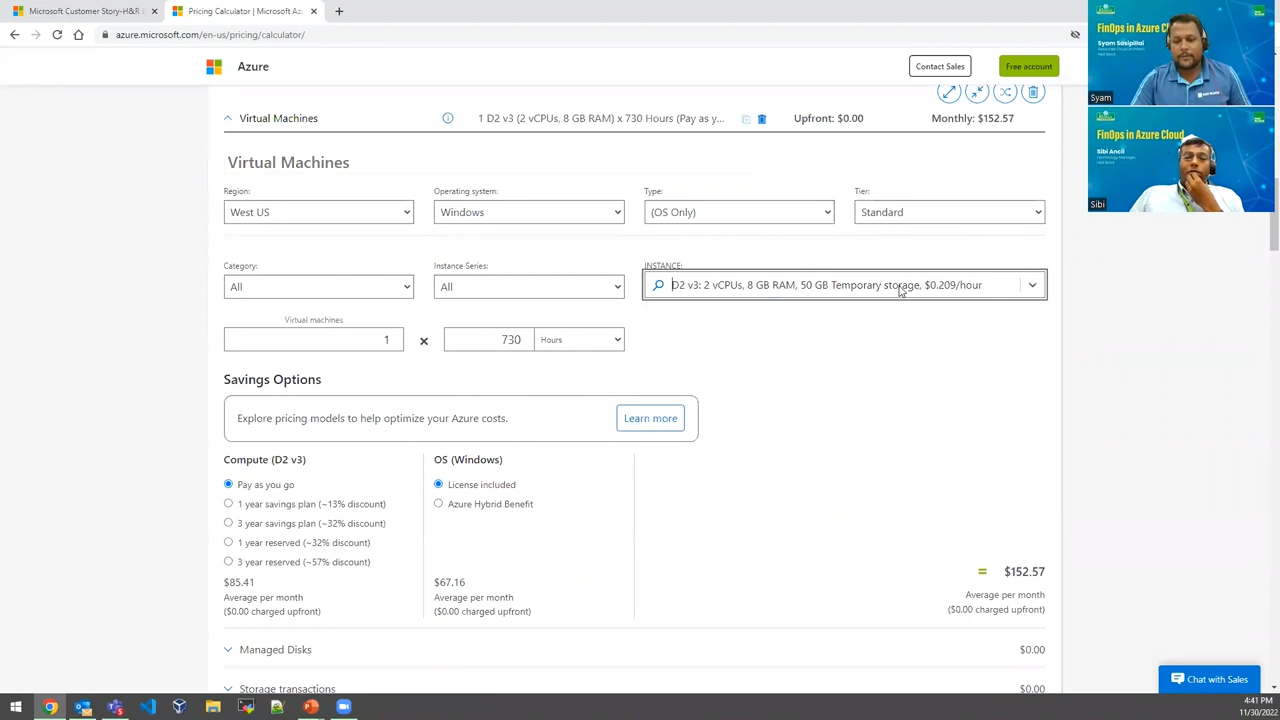 Microsoft Customer Story-H&R
Pricing Calculator | Microsoft Azu
azure.microsoft.com/en-us/pricing/calculator/
Azure
Contact Sales
Free account
Virtual Machines
1 D2 v3 (2 vCPUs, 8 GB RAM) x 730 Hours (Pay as y...
Upfront: $0.00
Monthly: $152.57
Virtual Machines
Region:
Operating system:
Type:
Tier:
West US
Windows
(OS Only)
Standard
Category:
Instance Series:
INSTANCE:
All
All
D2 v3: 2 vCPUs, 8 GB RAM, 50 GB Temporary storage, $0.209/hour
Virtual machines
1
×
730
Hours
Savings Options
Explore pricing models to help optimize your Azure costs.
Learn more
Compute (D2 v3)
OS (Windows)
Pay as you go
License included
1 year savings plan (~13% discount)
Azure Hybrid Benefit
3 year savings plan (~32% discount)
1 year reserved (~32% discount)
3 year reserved (~57% discount)
= $152.57
$85.41
$67.16
Average per month
Average per month
Average per month
($0.00 charged upfront)
($0.00 charged upfront)
($0.00 charged upfront)
Managed Disks
$0.00
Storage transactions
$0.00
Chat with Sales
4:41 PM
11/30/2022
FinOps in Azure Cl
Syam Sasipillai
Syam
FinOps in Azure Cloud
Sibi Ancil
Technology Manager,
Sibi